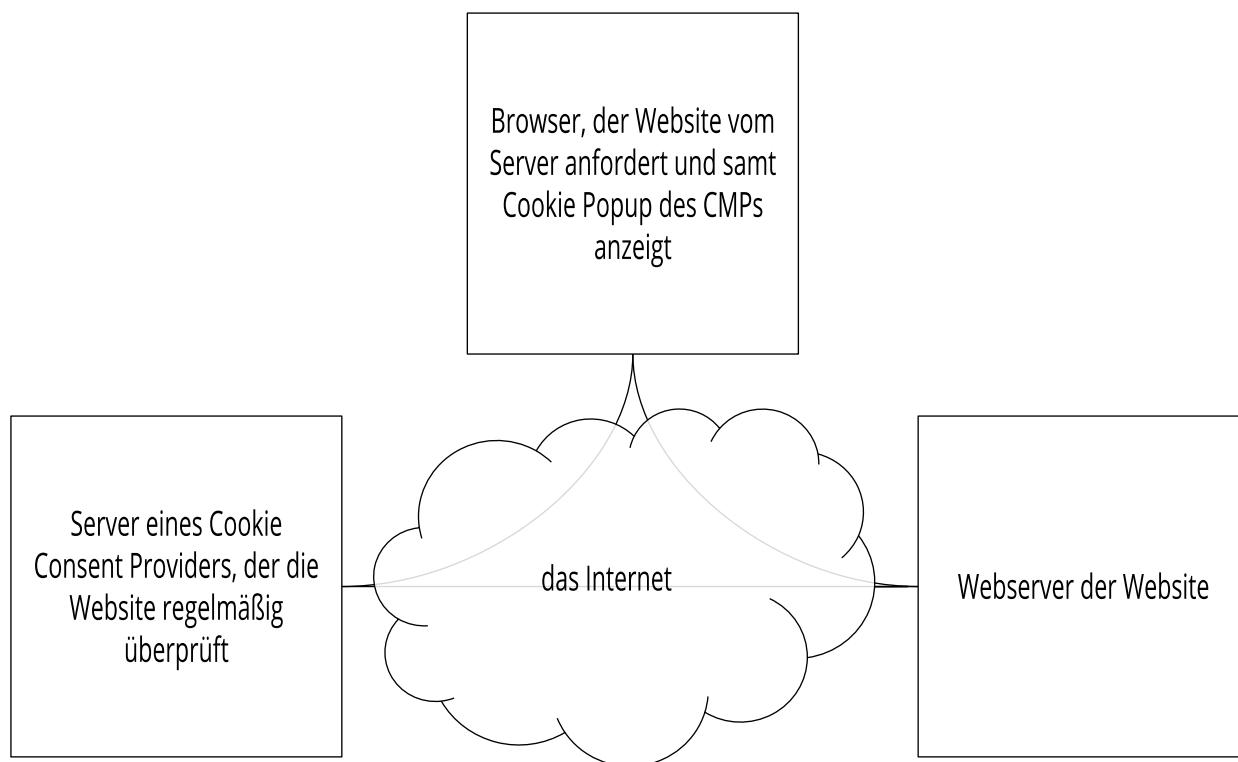 Browser, der Website vom
Server anfordert und samt
Cookie Popup des CMPs
anzeigt
Server eines Cookie
Consent Providers, der die
Website regelmäßig
überprüft
das Internet
Webserver der Website